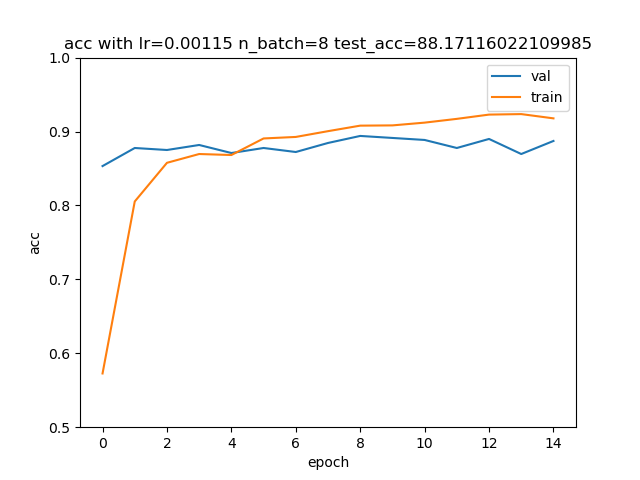 acc with lr=0.00115 n_batch=8 test_acc=88.17116022109985
val
train
1.0
0.9
0.8
0.7
0.6
0.5
acc
0 2 4 6 8 10 12 14
epoch